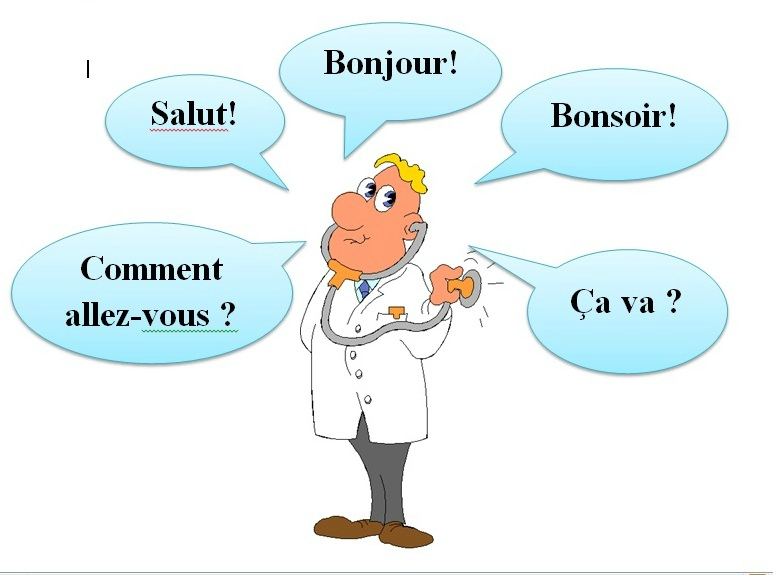 Bonjour!
Salut!
Bonsoir!
Comment
allez-vous ?
Ça va ?